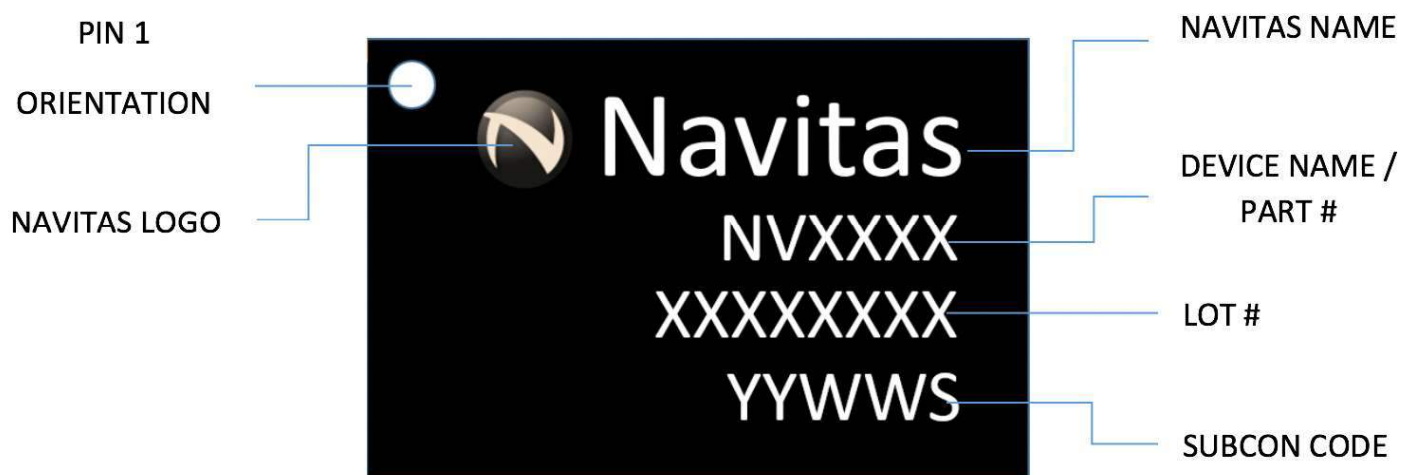 PIN 1
ORIENTATION
NAVITAS LOGO
Navitas
NVXXXX
XXXXXXXX
YYWWS
NAVITAS NAME
DEVICE NAME /
PART #
LOT #
SUBCON CODE